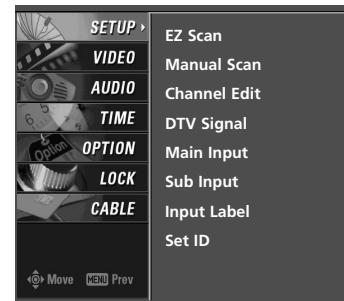 SETUP
VIDEO
AUDIO
TIME
OPTION
LOCK
CABLE
Move MENU Prev
EZ Scan
Manual Scan
Channel Edit
DTV Signal
Main Input
Sub Input
Input Label
Set ID